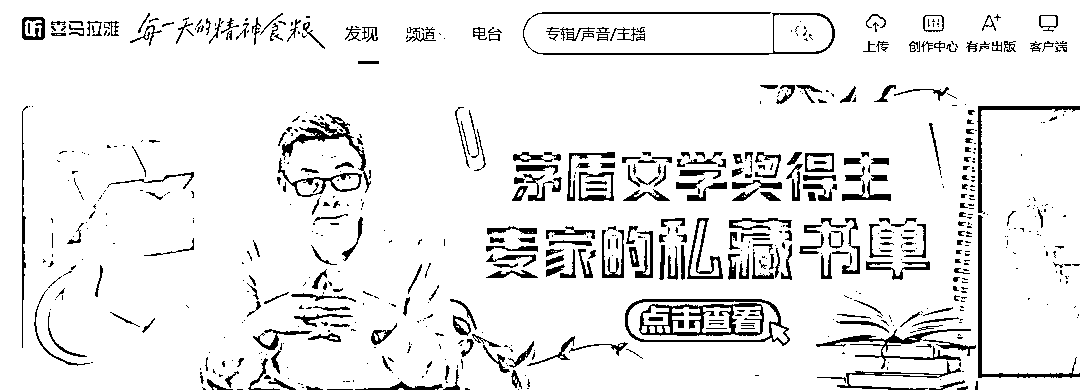 听 喜马拉雅 每一天的精神食粮 发现 频道 电台 专辑/声音/主播
上传 创作中心 有声出版 客户端
茅盾文学奖得主
麦家的私藏书单
点击查看